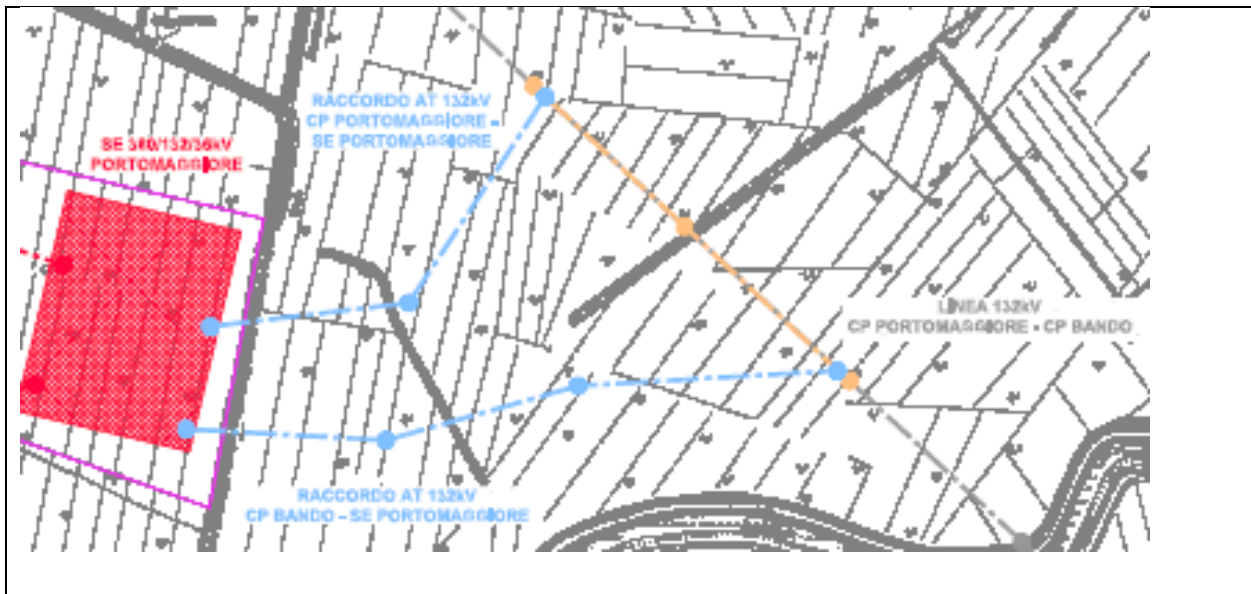 RACCORDO AT 132kV
CP PORTOMAGGIORE -
SE PORTOMAGGIORE
SE 380/132/36kV
PORTOMAGGIORE
LINEA 132kV
CP PORTOMAGGIORE - CP BANDO
RACCORDO AT 132kV
CP BANDO - SE PORTOMAGGIORE